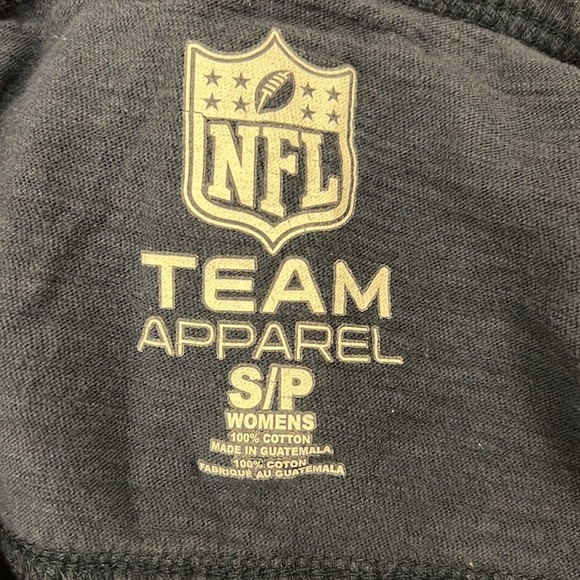 NFL
TEAM
APPAREL
S/P
WOMENS
100% COTTON
MADE IN GUATEMALA
100% COTON
FABRIQUÉ AU GUATEMALA